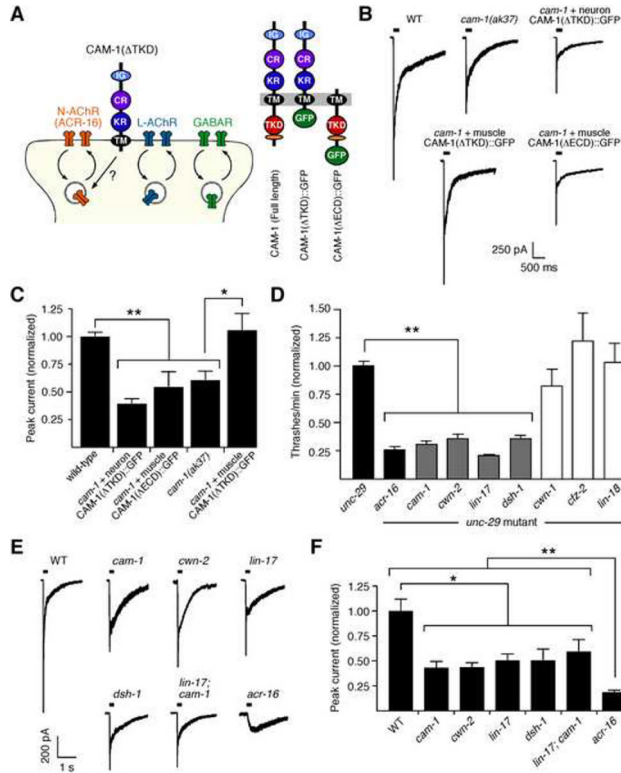 A
CAM-1(ΔTKD)
IG
CR
KR
TM
N-AChR
(ACR-16)
L-AChR
GABAR
?
IG IG
CR CR
KR KR
TM TM TM
TKD GFP TKD
GFP
CAM-1 (Full length)
CAM-1(ΔTKD)::GFP
CAM-1(ΔECD)::GFP
B
WT
cam-1(ak37)
cam-1 + neuron
CAM-1(ΔTKD)::GFP
cam-1 + muscle
CAM-1(ΔTKD)::GFP
cam-1 + muscle
CAM-1(ΔECD)::GFP
250 pA
500 ms
C
Peak current (normalized)
1.25
1.00
0.75
0.50
0.25
**
*
wild-type
cam-1 + neuron
CAM-1(ΔTKD)::GFP
cam-1 + muscle
CAM-1(ΔECD)::GFP
cam-1(ak37)
cam-1 + muscle
CAM-1(ΔTKD)::GFP
D
Thrashes/min (normalized)
1.50
1.25
1.00
0.75
0.50
0.25
**
unc-29
acr-16
cam-1
cwn-2
lin-17
dsh-1
cwn-1
cfz-2
lin-18
unc-29 mutant
E
WT
cam-1
cwn-2
lin-17
dsh-1
lin-17;
cam-1
acr-16
200 pA
1 s
F
Peak current (normalized)
1.25
1.00
0.75
0.50
0.25
*
**
WT
cam-1
cwn-2
lin-17
dsh-1
lin-17; cam-1
acr-16